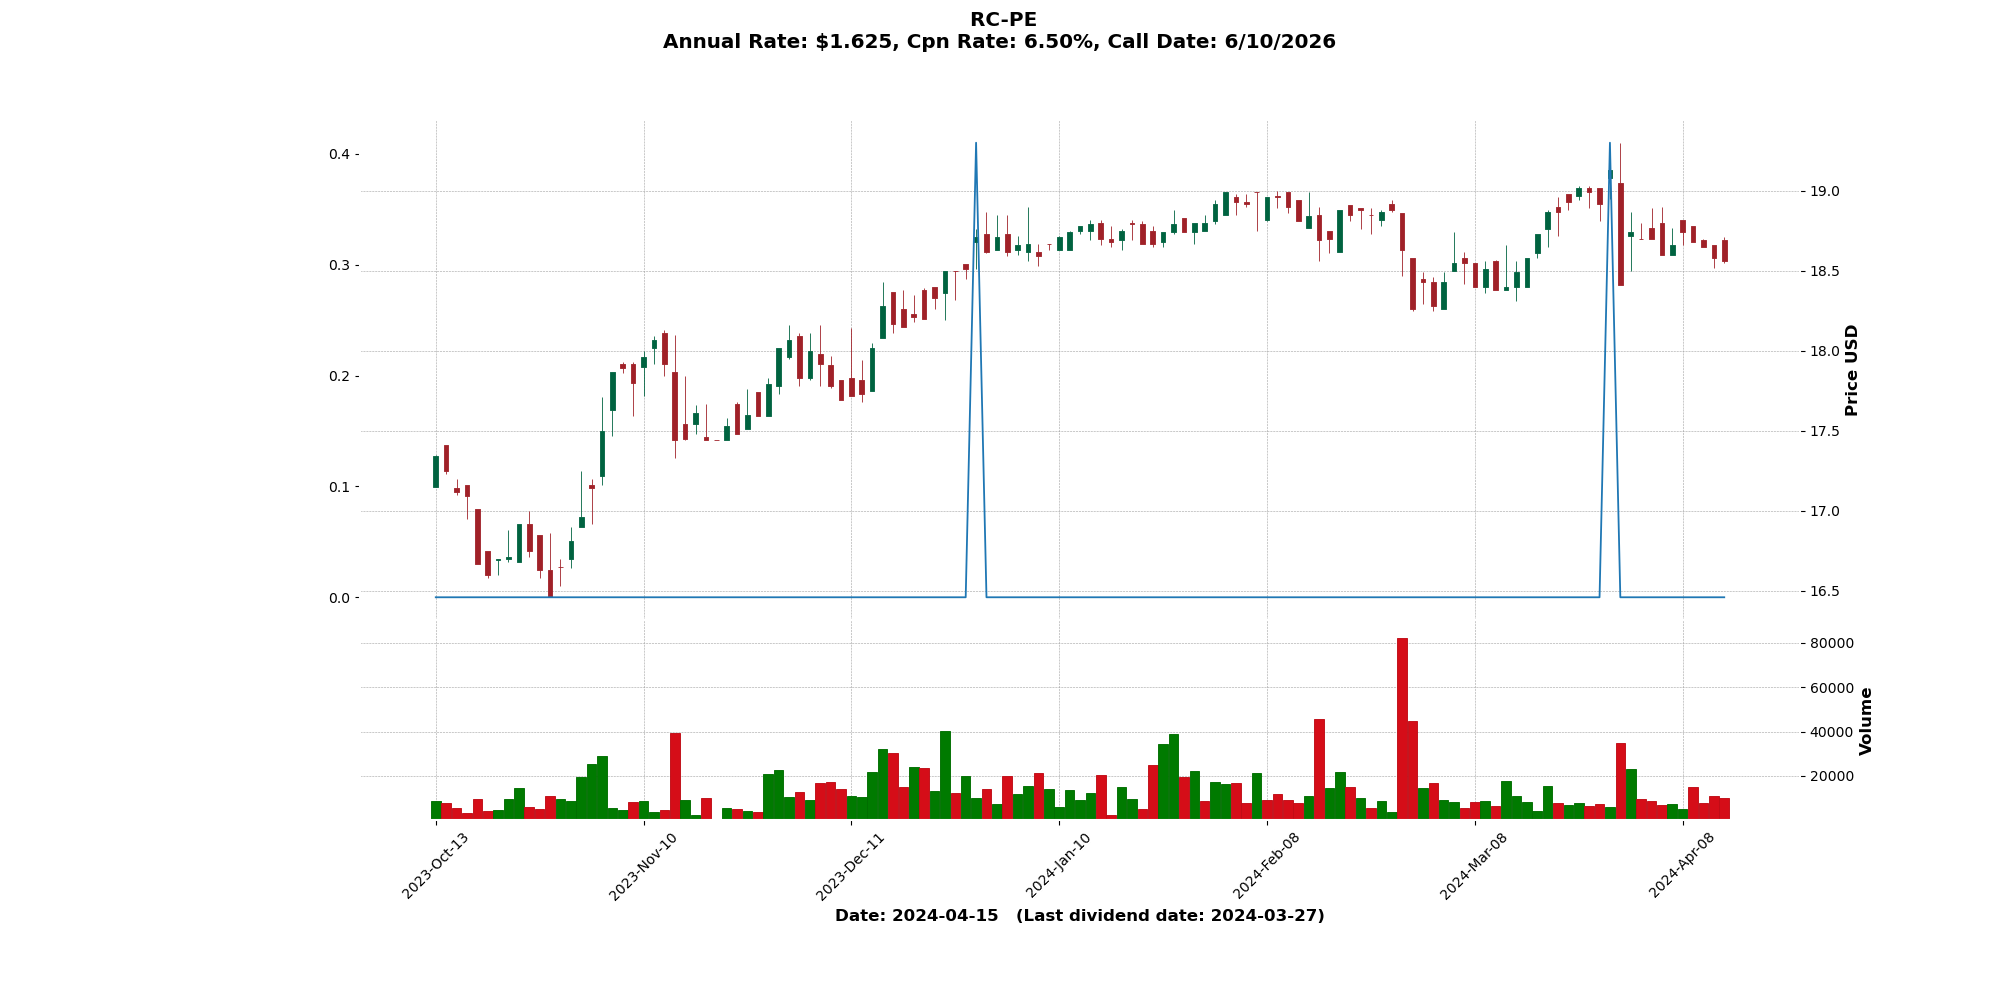 RC-PE
Annual Rate: $1.625, Cpn Rate: 6.50%, Call Date: 6/10/2026
0.4
0.3
0.2
0.1
0.0
19.0
18.5
18.0
17.5
17.0
16.5
Price USD
80000
60000
40000
20000
Volume
2023-Oct-13
2023-Nov-10
2023-Dec-11
2024-Jan-10
2024-Feb-08
2024-Mar-08
2024-Apr-08
Date: 2024-04-15 (Last dividend date: 2024-03-27)